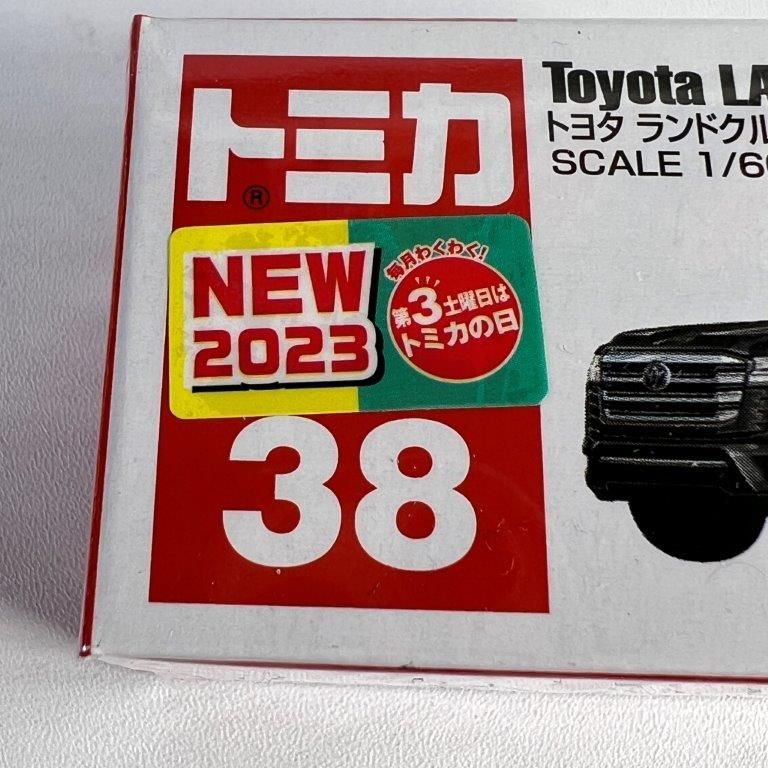 トミカ
®
Toyota LA
トヨタ ランドクル
SCALE 1/6
NEW
2023
毎月わくわく!
第3土曜日は
トミカの日
38